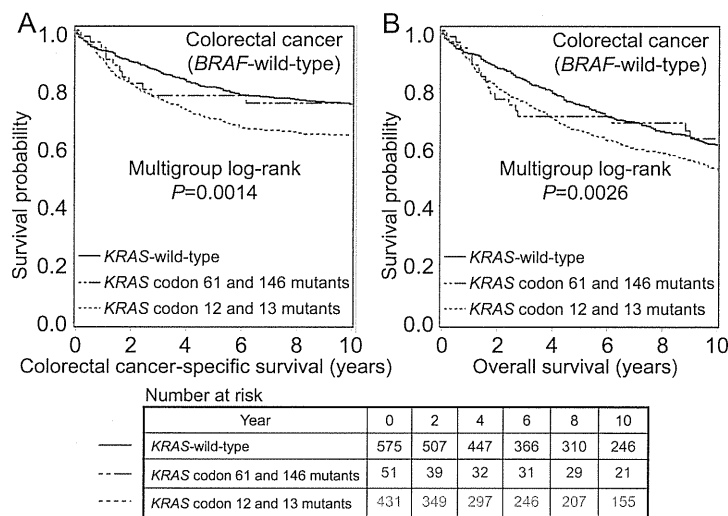 A
Colorectal cancer
(BRAF-wild-type)
Survival probability
1.0
0.8
0.6
0.4
0.2
0.0
Multigroup log-rank
P=0.0014
KRAS-wild-type
KRAS codon 61 and 146 mutants
KRAS codon 12 and 13 mutants
0 2 4 6 8 10
Colorectal cancer-specific survival (years)
B
Colorectal cancer
(BRAF-wild-type)
Survival probability
1.0
0.8
0.6
0.4
0.2
0.0
Multigroup log-rank
P=0.0026
KRAS-wild-type
KRAS codon 61 and 146 mutants
KRAS codon 12 and 13 mutants
0 2 4 6 8 10
Overall survival (years)
Number at risk
Year 0 2 4 6 8 10
KRAS-wild-type 575 507 447 366 310 246
KRAS codon 61 and 146 mutants 51 39 32 31 29 21
KRAS codon 12 and 13 mutants 431 349 297 246 207 155